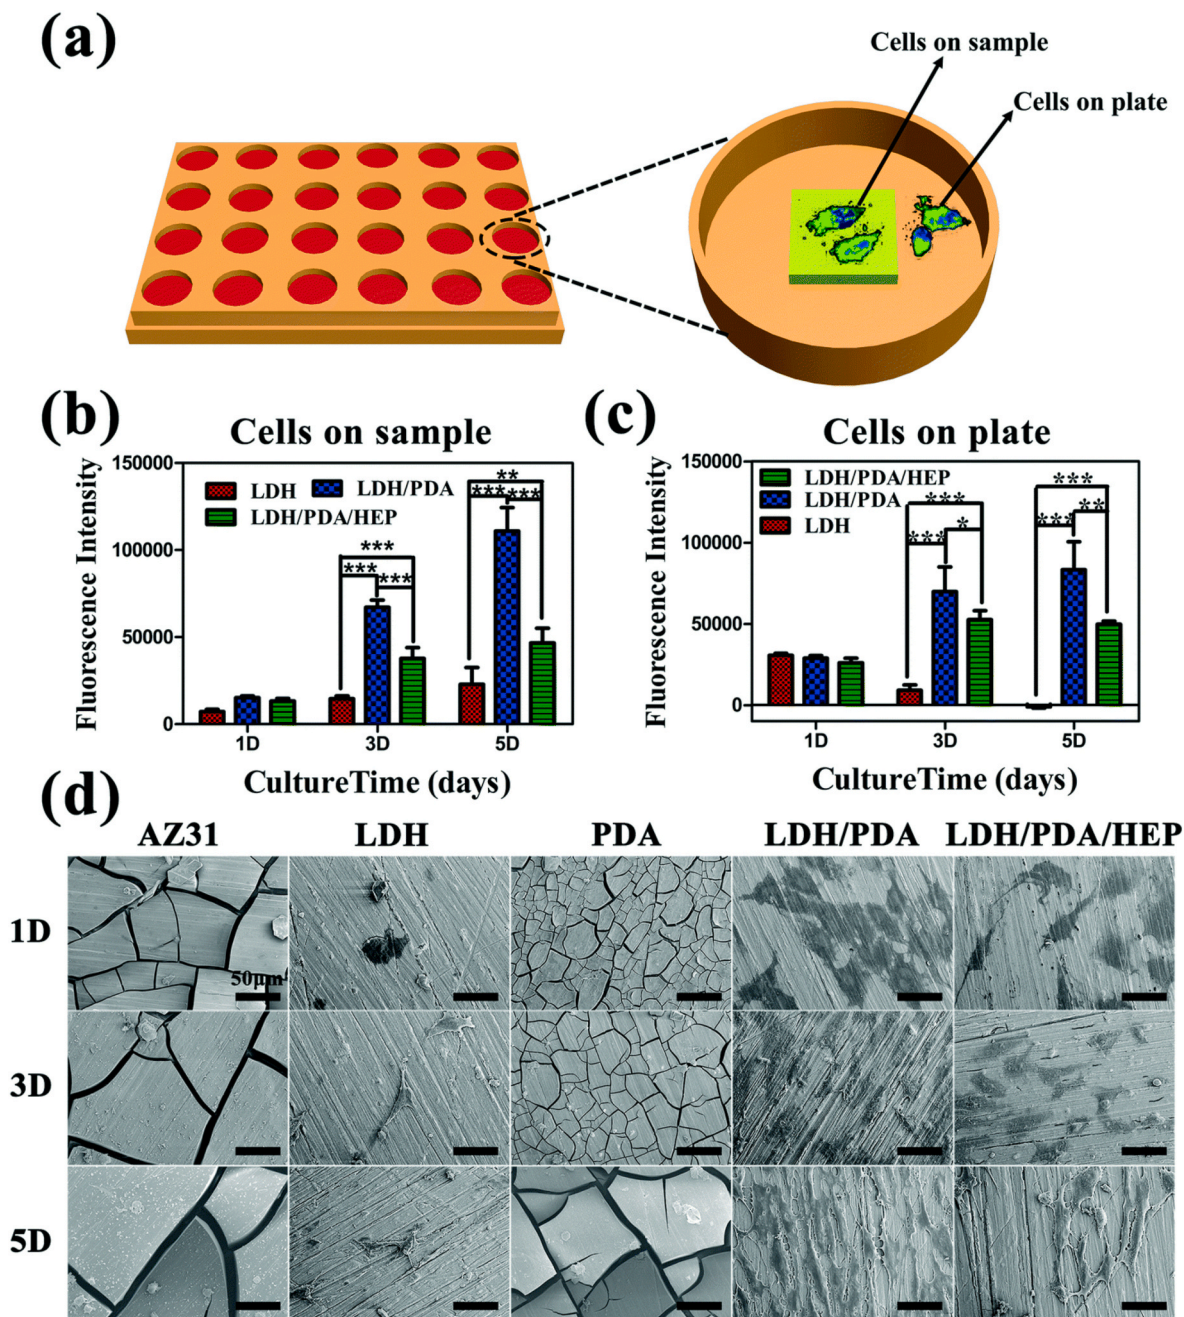 (a)
Cells on sample
Cells on plate
(b)
Cells on sample
Fluorescence Intensity
150000
100000
50000
0
LDH
LDH/PDA
LDH/PDA/HEP
***
***
***
**
***
***
1D
3D
5D
CultureTime (days)
(c)
Cells on plate
Fluorescence Intensity
150000
100000
50000
0
LDH/PDA/HEP
LDH/PDA
LDH
***
***
*
***
***
**
1D
3D
5D
CultureTime (days)
(d)
AZ31 LDH PDA LDH/PDA LDH/PDA/HEP
1D
50μm
3D
5D